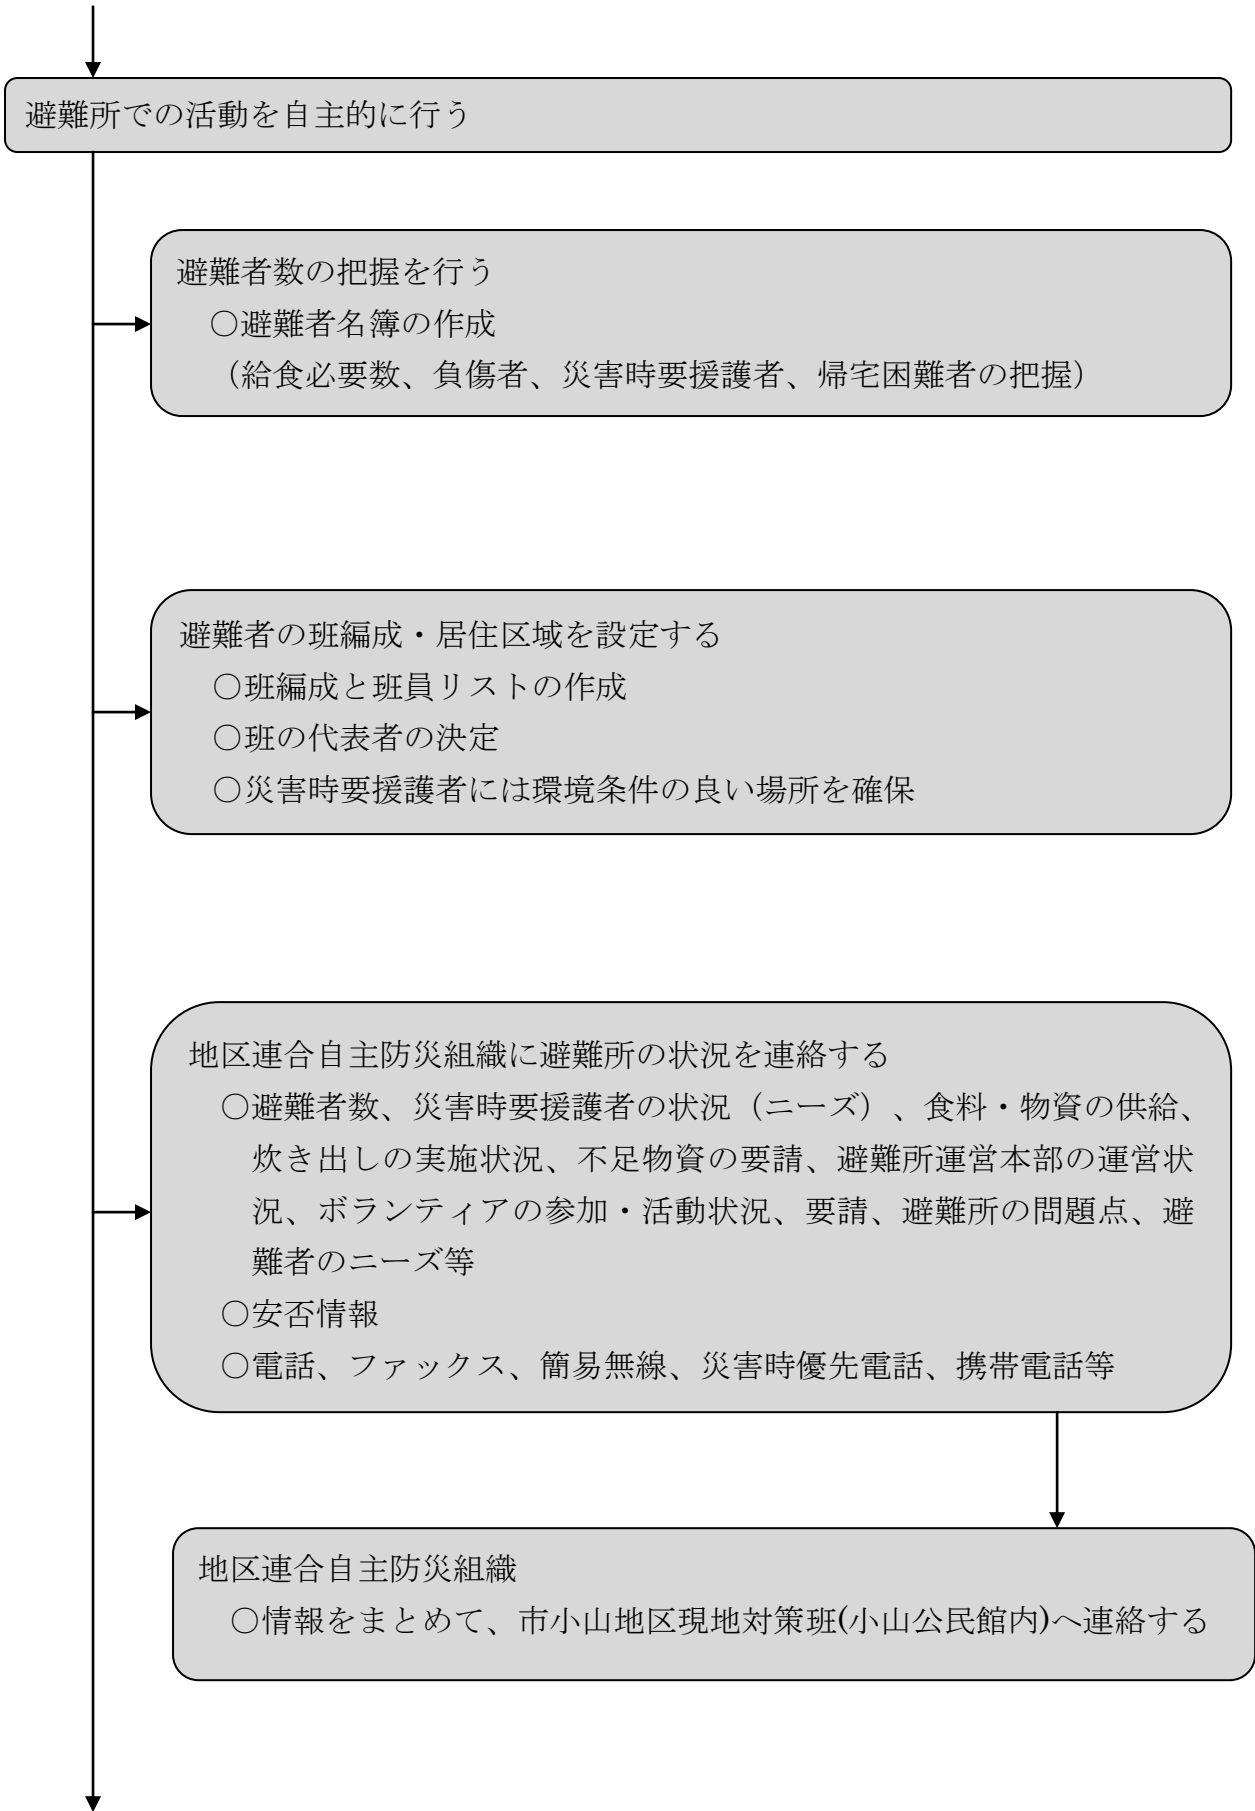 避難所での活動を自主的に行う
避難者数の把握を行う
○避難者名簿の作成
（給食必要数、負傷者、災害時要援護者、帰宅困難者の把握）
避難者の班編成・居住区域を設定する
○班編成と班員リストの作成
○班の代表者の決定
○災害時要援護者には環境条件の良い場所を確保
地区連合自主防災組織に避難所の状況を連絡する
○避難者数、災害時要援護者の状況（ニーズ）、食料・物資の供給、
炊き出しの実施状況、不足物資の要請、避難所運営本部の運営状
況、ボランティアの参加・活動状況、要請、避難所の問題点、避
難者のニーズ等
○安否情報
○電話、ファックス、簡易無線、災害時優先電話、携帯電話等
地区連合自主防災組織
○情報をまとめて、市小山地区現地対策班(小山公民館内)へ連絡する